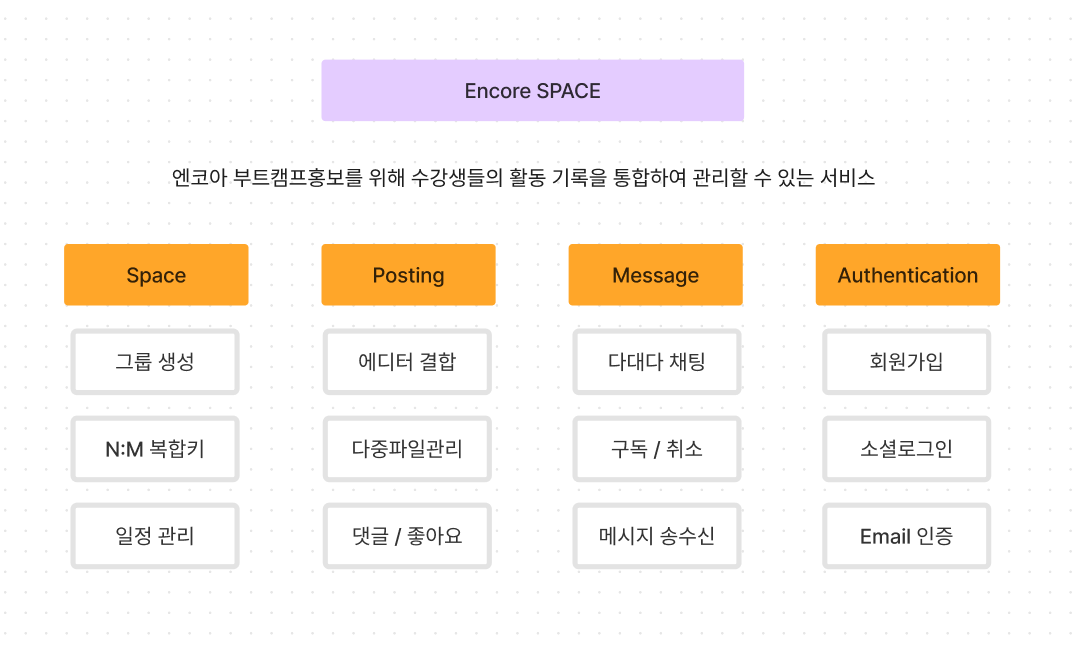 Encore SPACE
엔코아 부트캠프홍보를 위해 수강생들의 활동 기록을 통합하여 관리할 수 있는 서비스
Space
Posting
Message
Authentication
그룹 생성
에디터 결합
다대다 채팅
회원가입
N:M 복합키
다중파일관리
구독 / 취소
소셜로그인
일정 관리
댓글 / 좋아요
메시지 송수신
Email 인증